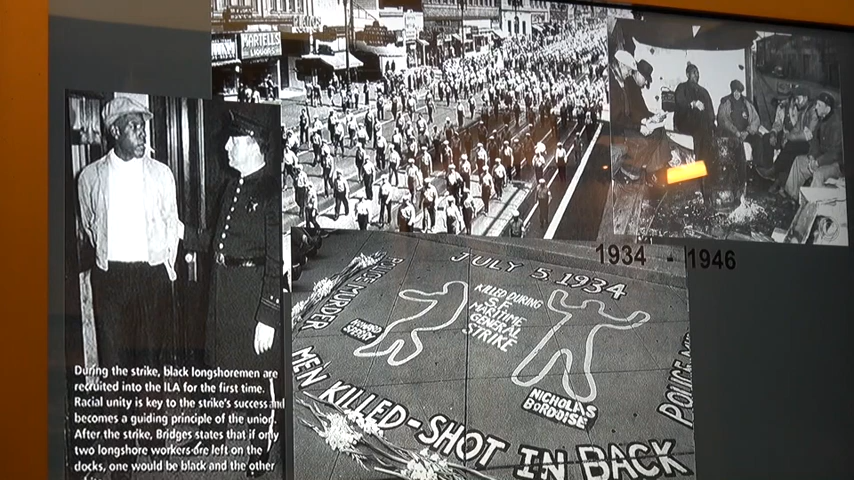 MARTELLS
LIQUORS
1934 - 1946
JULY 5, 1934
POLICE MURDER
KILLED DURING
S.F.
MARITIME
GENERAL
STRIKE
HOWARD
SPERRY
NICHOLAS
BORDOISE
MEN KILLED-SHOT IN BACK
POLICE M
During the strike, black longshoremen are
recruited into the ILA for the first time.
Racial unity is key to the strike's success and
becomes a guiding principle of the union.
After the strike, Bridges states that if only
two longshore workers are left on the
docks, one would be black and the other